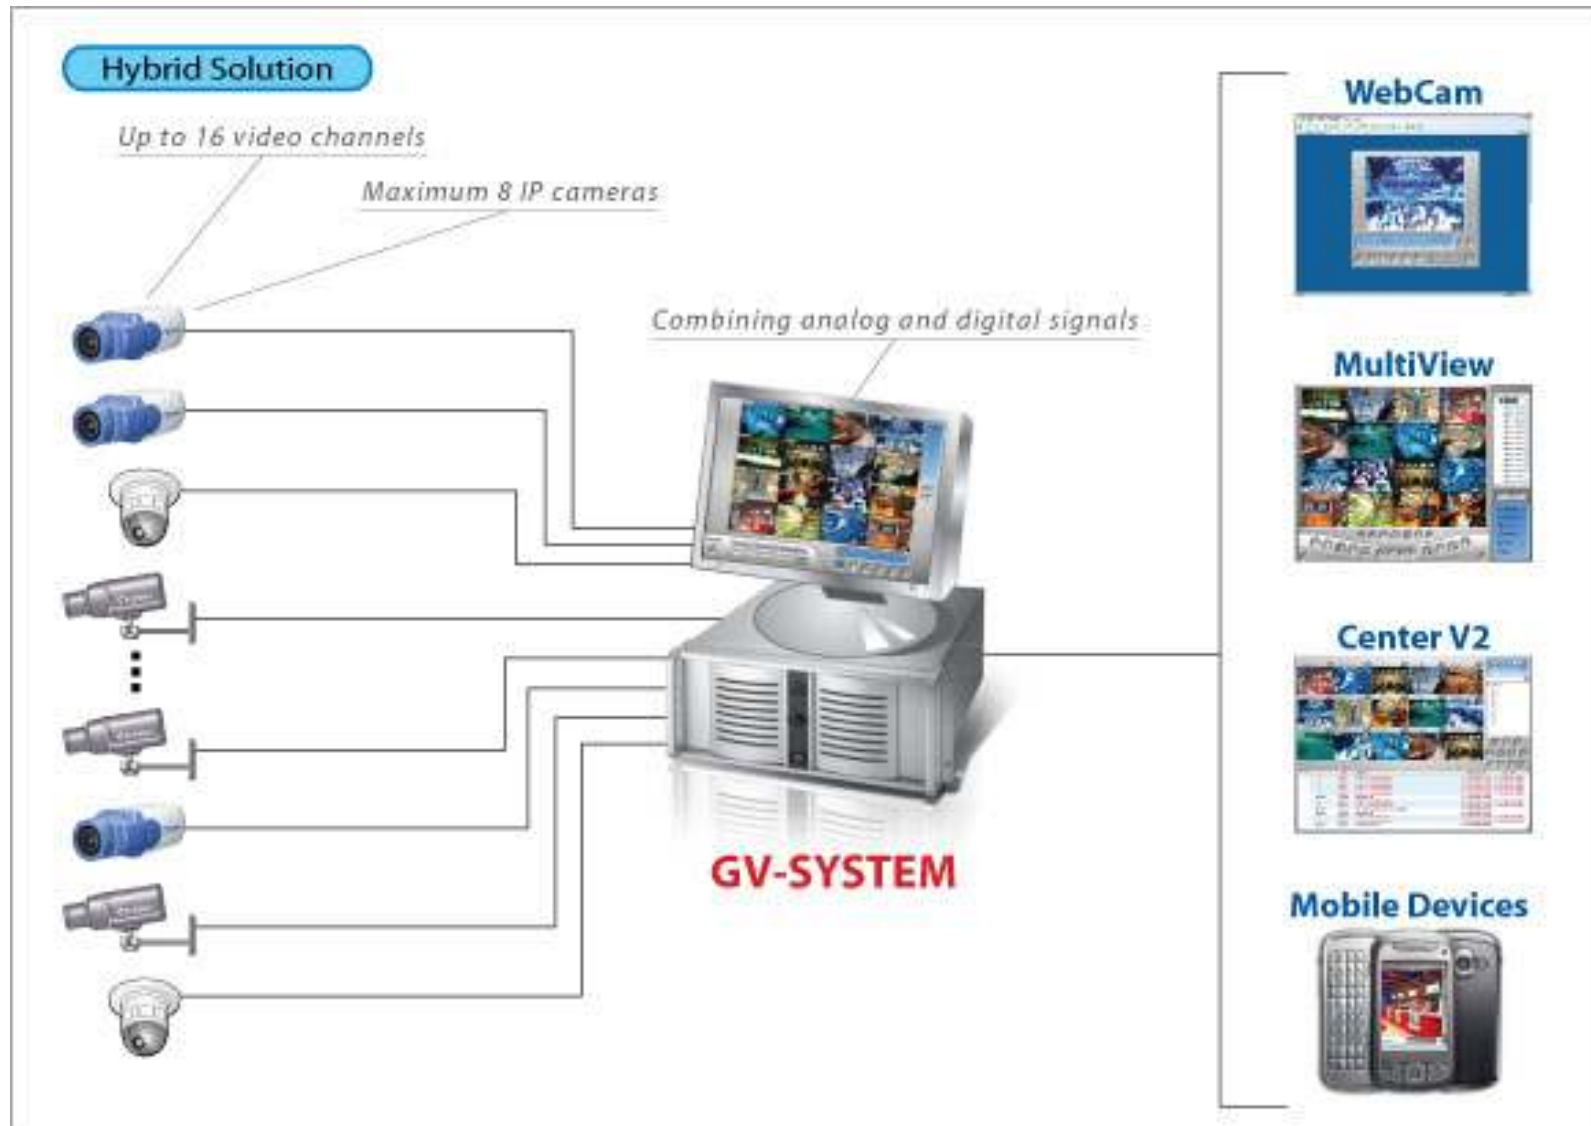 Hybrid Solution
Up to 16 video channels
Maximum 8 IP cameras
Combining analog and digital signals
GV-SYSTEM
WebCam
MultiView
Center V2
Mobile Devices